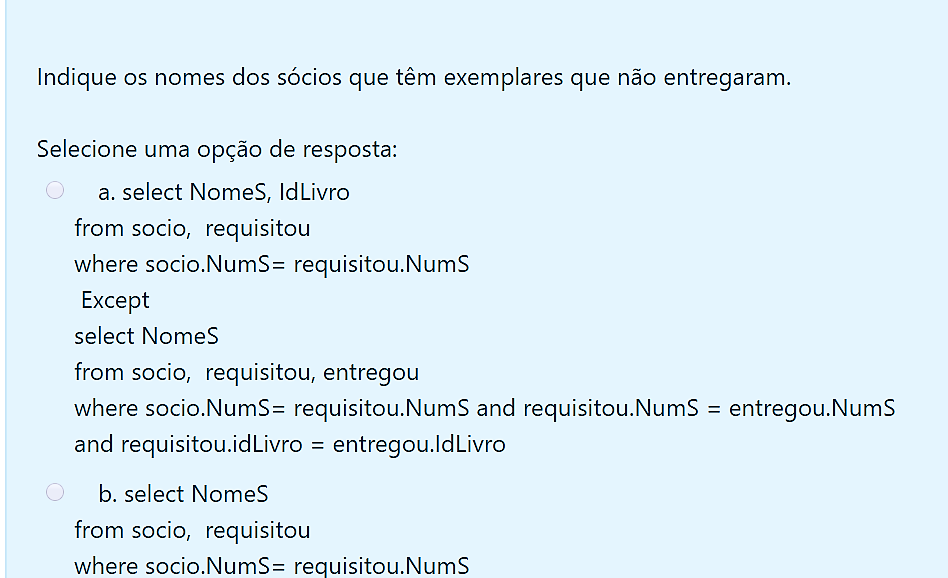 Indique os nomes dos sócios que têm exemplares que não entregaram.
Selecione uma opção de resposta:
a. select NomeS, IdLivro
from socio, requisitou
where socio.NumS= requisitou.NumS
Except
select NomeS
from socio, requisitou, entregou
where socio.NumS= requisitou.NumS and requisitou.NumS = entregou.NumS
and requisitou.idLivro = entregou.IdLivro
b. select NomeS
from socio, requisitou
where socio.NumS= requisitou.NumS